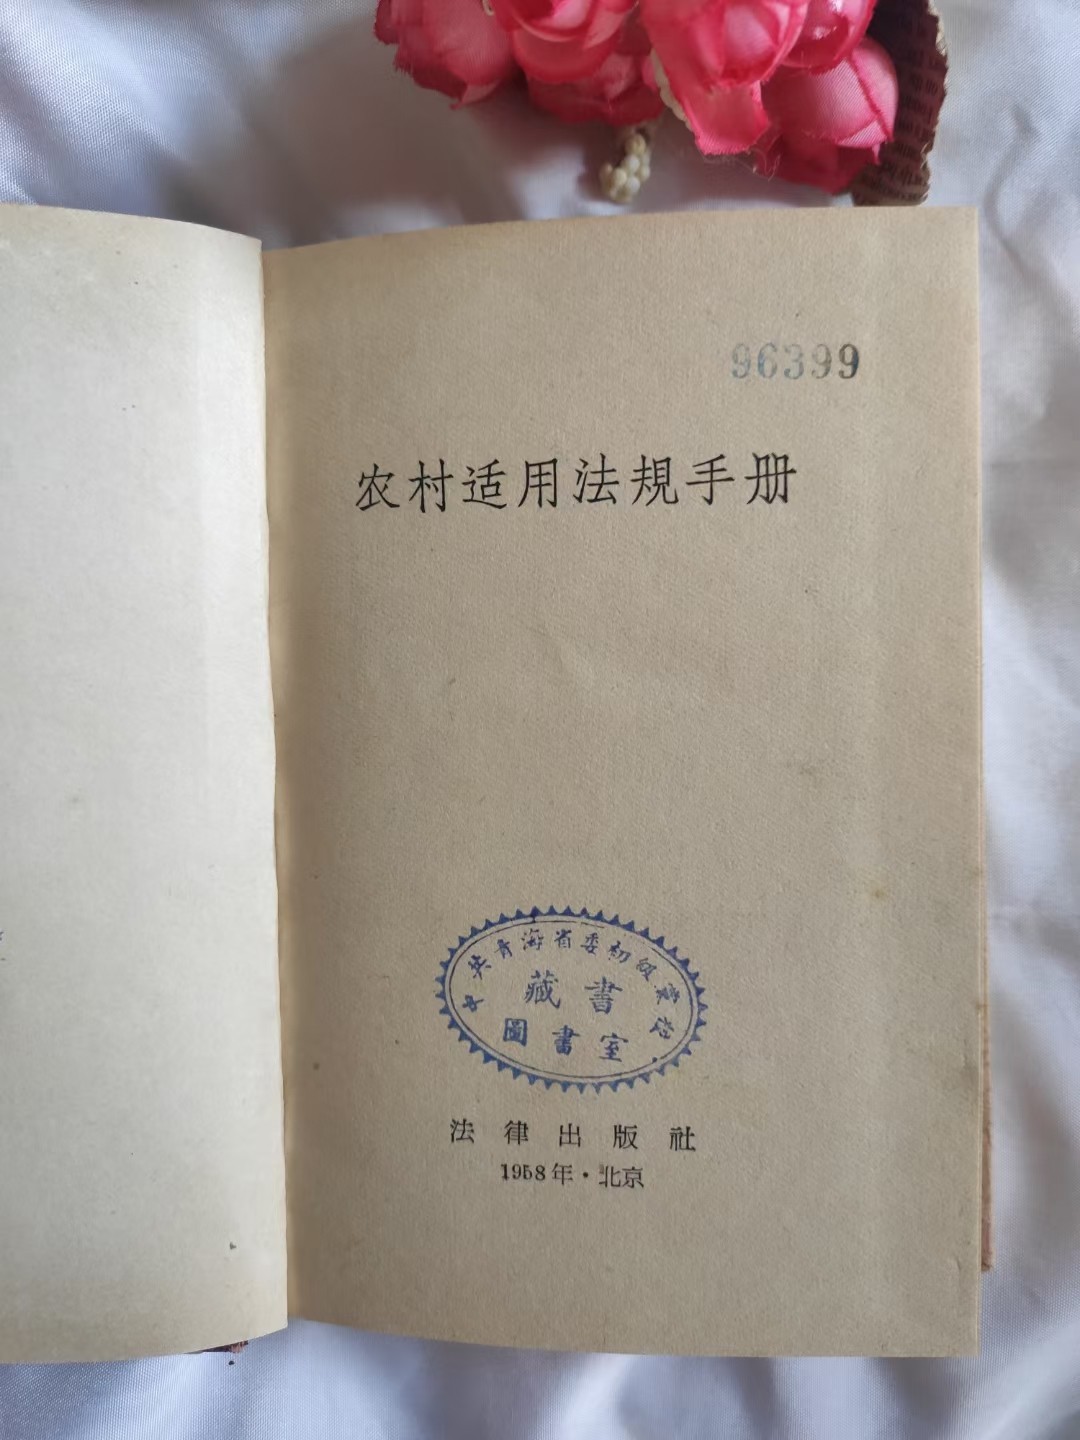 96399
农村适用法規手册
中共青海省委初級党校
藏書
圖書室
法律出版社
1958年·北京